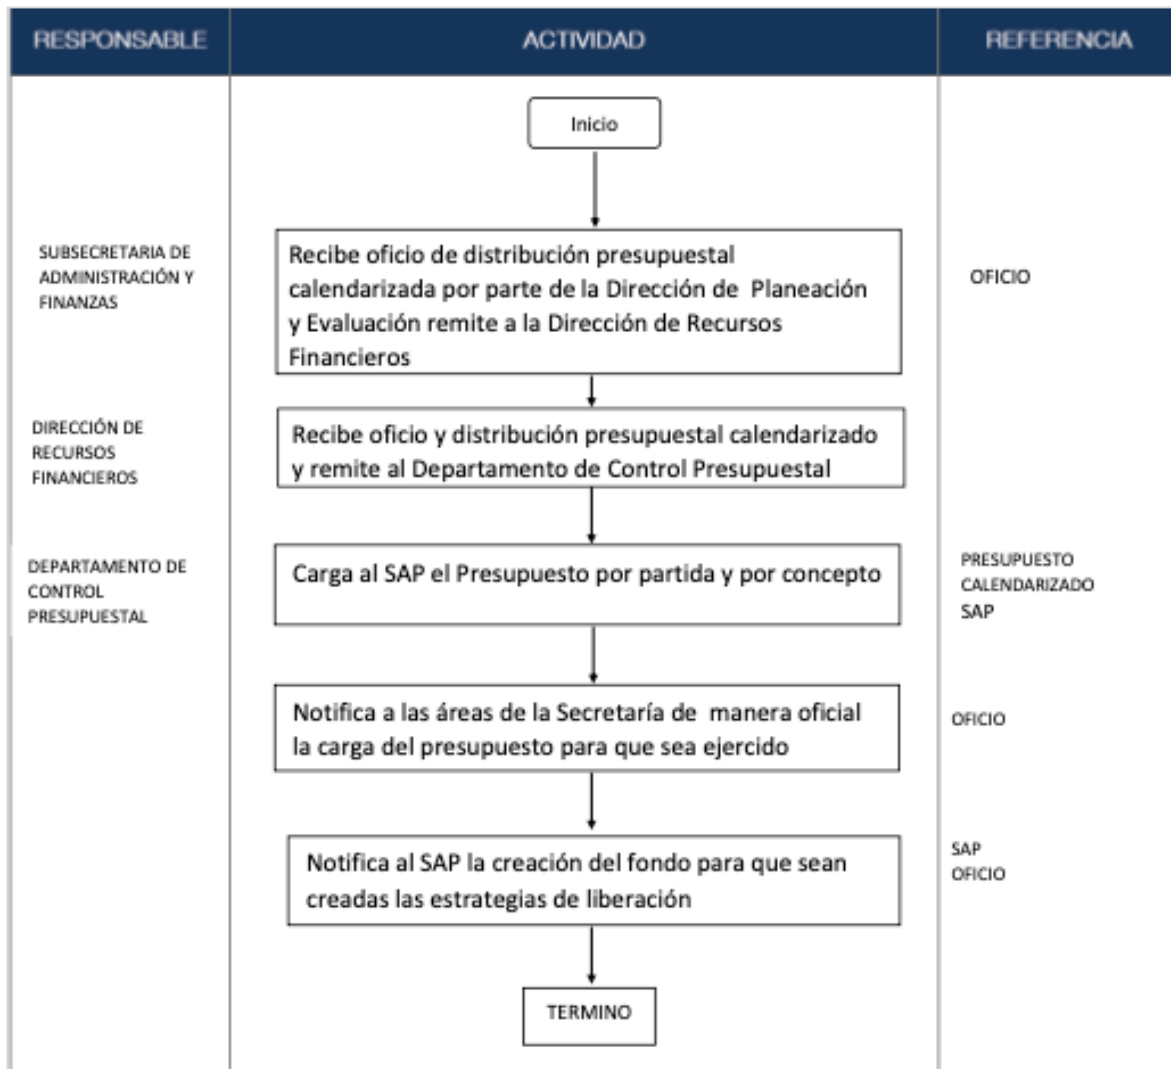 RESPONSABLE
ACTIVIDAD
REFERENCIA
Inicio
SUBSECRETARIA DE
ADMINISTRACIÓN Y
FINANZAS
Recibe oficio de distribución presupuestal
calendarizada por parte de la Dirección de Planeación
y Evaluación remite a la Dirección de Recursos
Financieros
OFICIO
DIRECCIÓN DE
RECURSOS
FINANCIEROS
Recibe oficio y distribución presupuestal calendarizado
y remite al Departamento de Control Presupuestal
DEPARTAMENTO DE
CONTROL
PRESUPUESTAL
Carga al SAP el Presupuesto por partida y por concepto
PRESUPUESTO
CALENDARIZADO
SAP
Notifica a las áreas de la Secretaría de manera oficial
la carga del presupuesto para que sea ejercido
OFICIO
Notifica al SAP la creación del fondo para que sean
creadas las estrategias de liberación
SAP
OFICIO
TERMINO